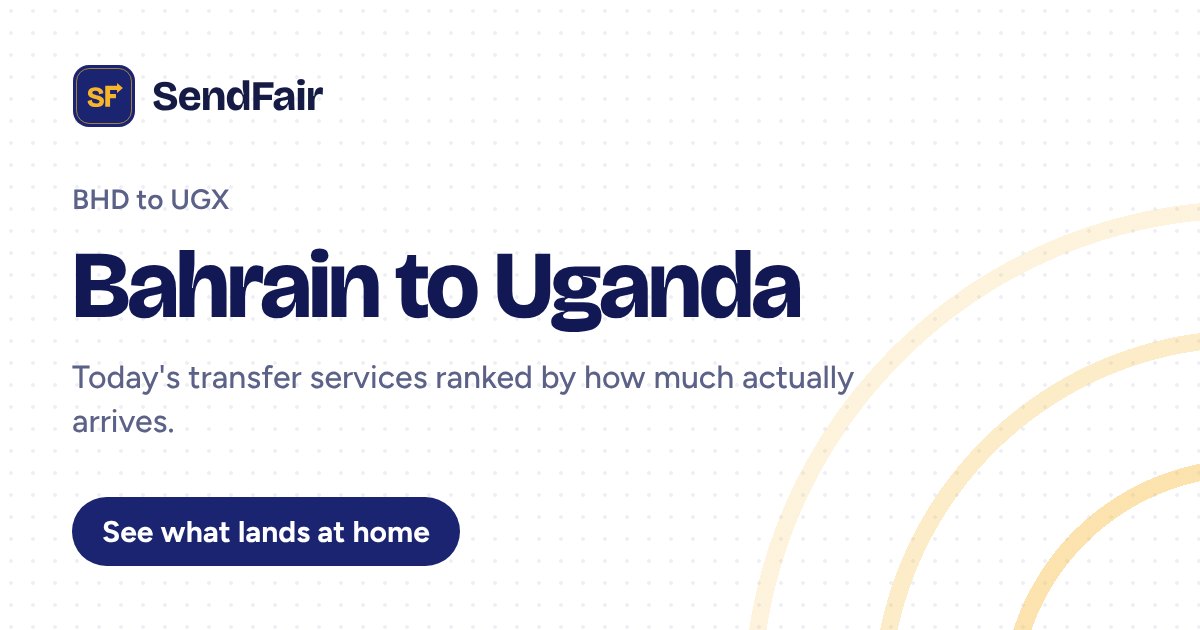 SF SendFair
BHD to UGX
Bahrain to Uganda
Today's transfer services ranked by how much actually
arrives.
See what lands at home